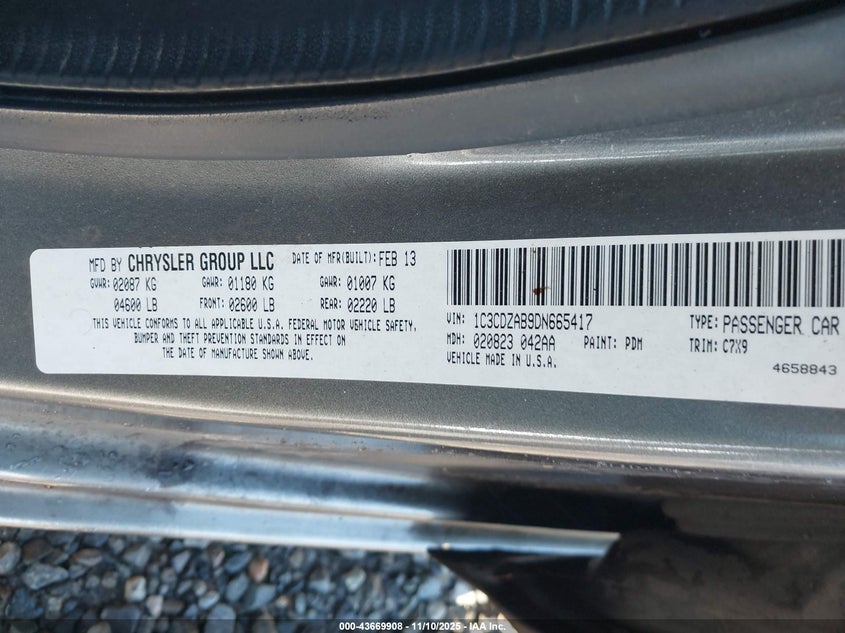 MFD BY CHRYSLER GROUP LLC DATE OF MFR(BUILT): FEB 13
GVWR: 02087 KG GAWR: 01180 KG GAWR: 01007 KG
04600 LB FRONT: 02600 LB REAR: 02220 LB
THIS VEHICLE CONFORMS TO ALL APPLICABLE U.S.A. FEDERAL MOTOR VEHICLE SAFETY,
BUMPER AND THEFT PREVENTION STANDARDS IN EFFECT ON
THE DATE OF MANUFACTURE SHOWN ABOVE.
VIN: 1C3CDZAB9DN665417 TYPE: PASSENGER CAR
MDH: 020823 042AA PAINT: PDM TRIM: C7X9
VEHICLE MADE IN U.S.A.
4658843
000-43669908 - 11/10/2025 - IAA Inc.